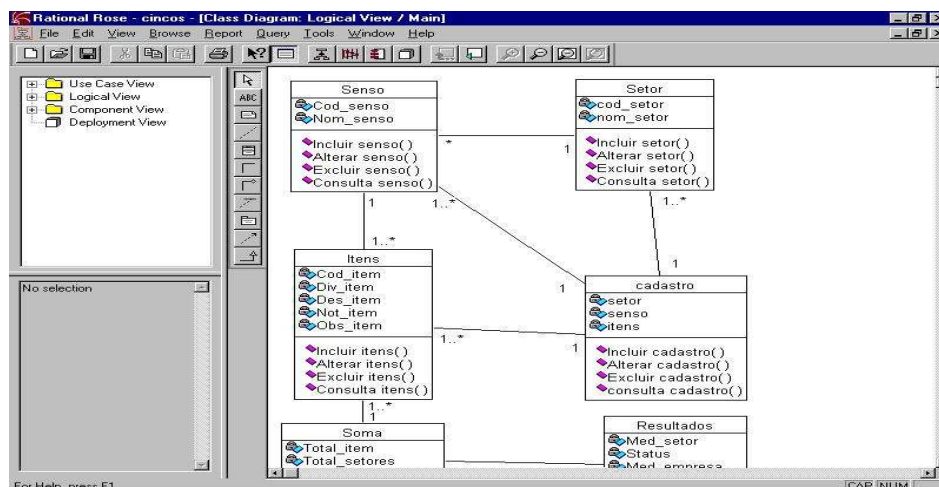 Rational Rose - cincos - [Class Diagram: Logical View / Main]
File Edit View Browse Report Query Tools Window Help
Use Case View
Logical View
Component View
Deployment View
ABC
No selection
Senso
Cod_senso
Nom_senso
Incluir senso()
Alterar senso()
Excluir senso()
Consulta senso()
*
1
Setor
cod_setor
nom_setor
Incluir setor()
Alterar setor()
Excluir setor()
Consulta setor()
1
1..*
1..*
1..*
Itens
Cod_item
Div_item
Des_item
Not_item
Obs_item
Incluir itens()
Alterar itens()
Excluir itens()
Consulta itens()
1
1
1..*
1
cadastro
setor
senso
itens
Incluir cadastro()
Alterar cadastro()
Excluir cadastro()
consulta cadastro()
1..*
1
Soma
Total_item
Total_setores
Resultados
Med_setor
Status
Med_empresa
For Help, press F1
CAP NUM